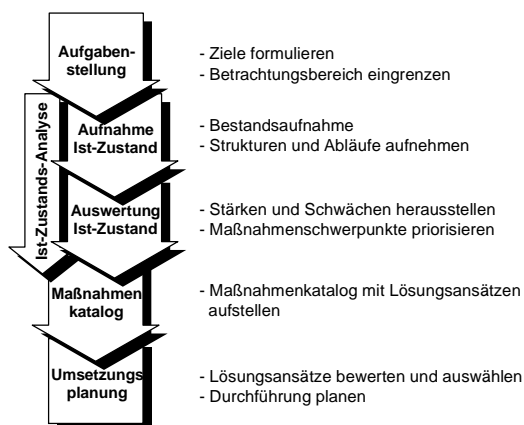 Aufgaben-
stellung
- Ziele formulieren
- Betrachtungsbereich eingrenzen
Ist-Zustands-Analyse
Aufnahme
Ist-Zustand
- Bestandsaufnahme
- Strukturen und Abläufe aufnehmen
Auswertung
Ist-Zustand
- Stärken und Schwächen herausstellen
- Maßnahmenschwerpunkte priorisieren
Maßnahmen
katalog
- Maßnahmenkatalog mit Lösungsansätzen
aufstellen
Umsetzungs
planung
- Lösungsansätze bewerten und auswählen
- Durchführung planen